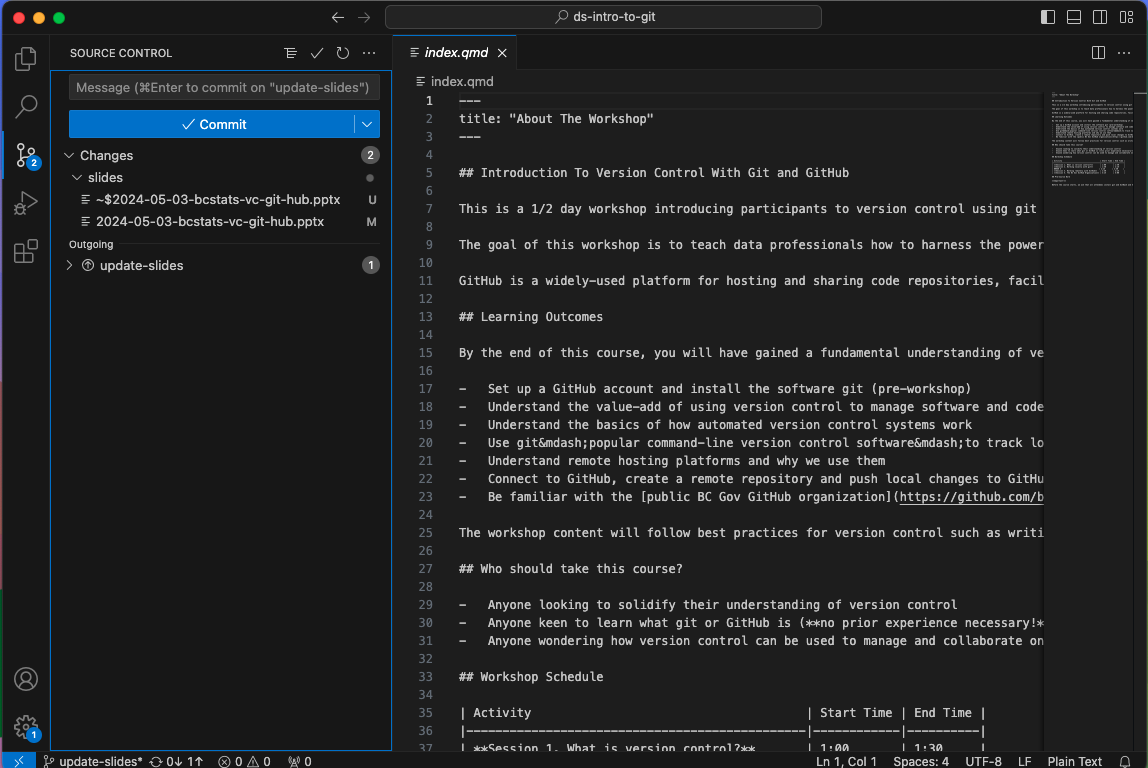 ds-intro-to-git
SOURCE CONTROL
Message (⌘Enter to commit on "update-slides")
Commit
Changes 2
slides
~$2024-05-03-bcstats-vc-git-hub.pptx U
2024-05-03-bcstats-vc-git-hub.pptx M
Outgoing
update-slides 1
2
1
index.qmd
index.qmd
1 ---
2 title: "About The Workshop"
3 ---
4
5 ## Introduction To Version Control With Git and GitHub
6
7 This is a 1/2 day workshop introducing participants to version control using git
8
9 The goal of this workshop is to teach data professionals how to harness the power
10
11 GitHub is a widely-used platform for hosting and sharing code repositories, facil
12
13 ## Learning Outcomes
14
15 By the end of this course, you will have gained a fundamental understanding of ve
16
17 -   Set up a GitHub account and install the software git (pre-workshop)
18 -   Understand the value-add of using version control to manage software and code
19 -   Understand the basics of how automated version control systems work
20 -   Use git&mdash;popular command-line version control software&mdash;to track lo
21 -   Understand remote hosting platforms and why we use them
22 -   Connect to GitHub, create a remote repository and push local changes to GitHu
23 -   Be familiar with the [public BC Gov GitHub organization](https://github.com/b
24
25 The workshop content will follow best practices for version control such as writi
26
27 ## Who should take this course?
28
29 -   Anyone looking to solidify their understanding of version control
30 -   Anyone keen to learn what git or GitHub is (**no prior experience necessary!*
31 -   Anyone wondering how version control can be used to manage and collaborate on
32
33 ## Workshop Schedule
34
35 | Activity | Start Time | End Time |
36 |-----------------------------------------------|------------|----------|
37 | **Session 1. What is version control?** | 1:00 | 1:30 |
update-slides* 0↓ 1↑ 0 0 0 Ln 1, Col 1 Spaces: 4 UTF-8 LF Plain Text